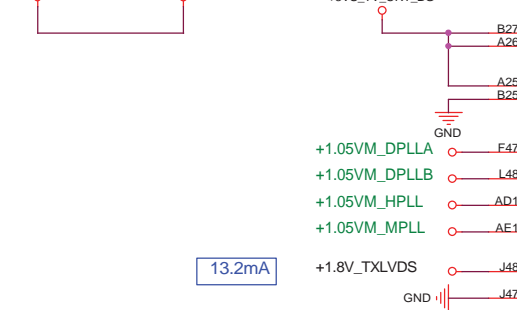 B27
A26
A25
B25
GND
+1.05VM_DPLLA
F47
+1.05VM_DPLLB
L48
+1.05VM_HPLL
AD1
+1.05VM_MPLL
AE1
13.2mA
+1.8V_TXLVDS
J48
GND
J47